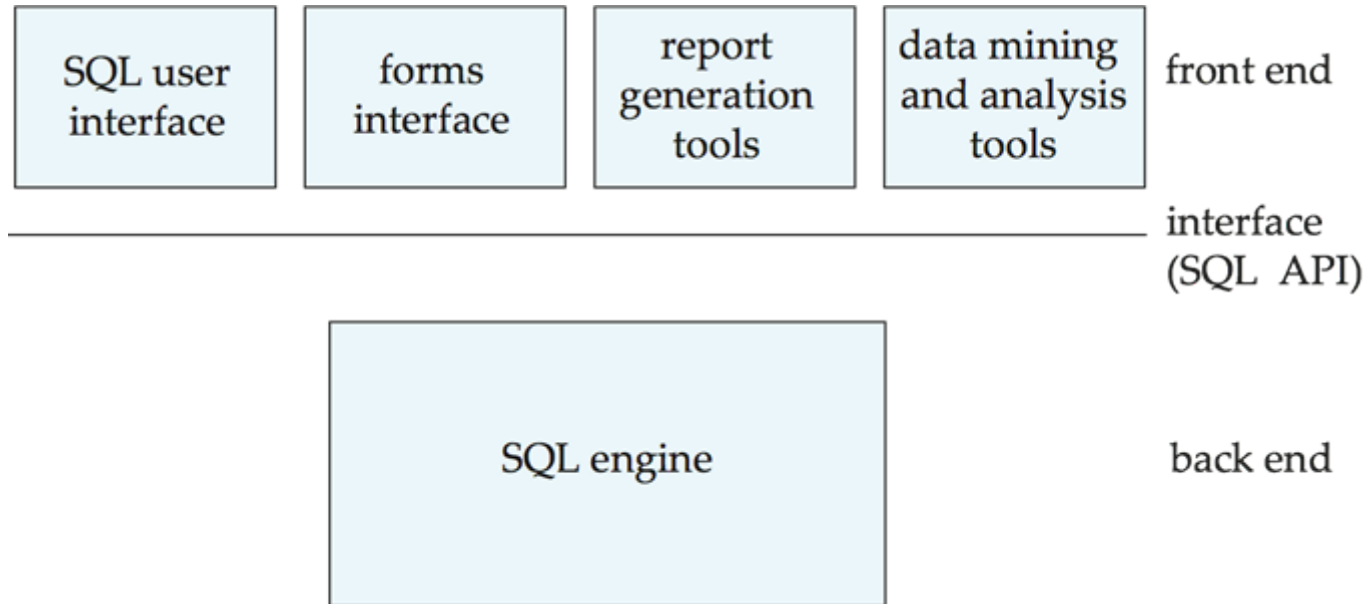 SQL user
interface
forms
interface
report
generation
tools
data mining
and analysis
tools
front end
interface
(SQL API)
SQL engine
back end